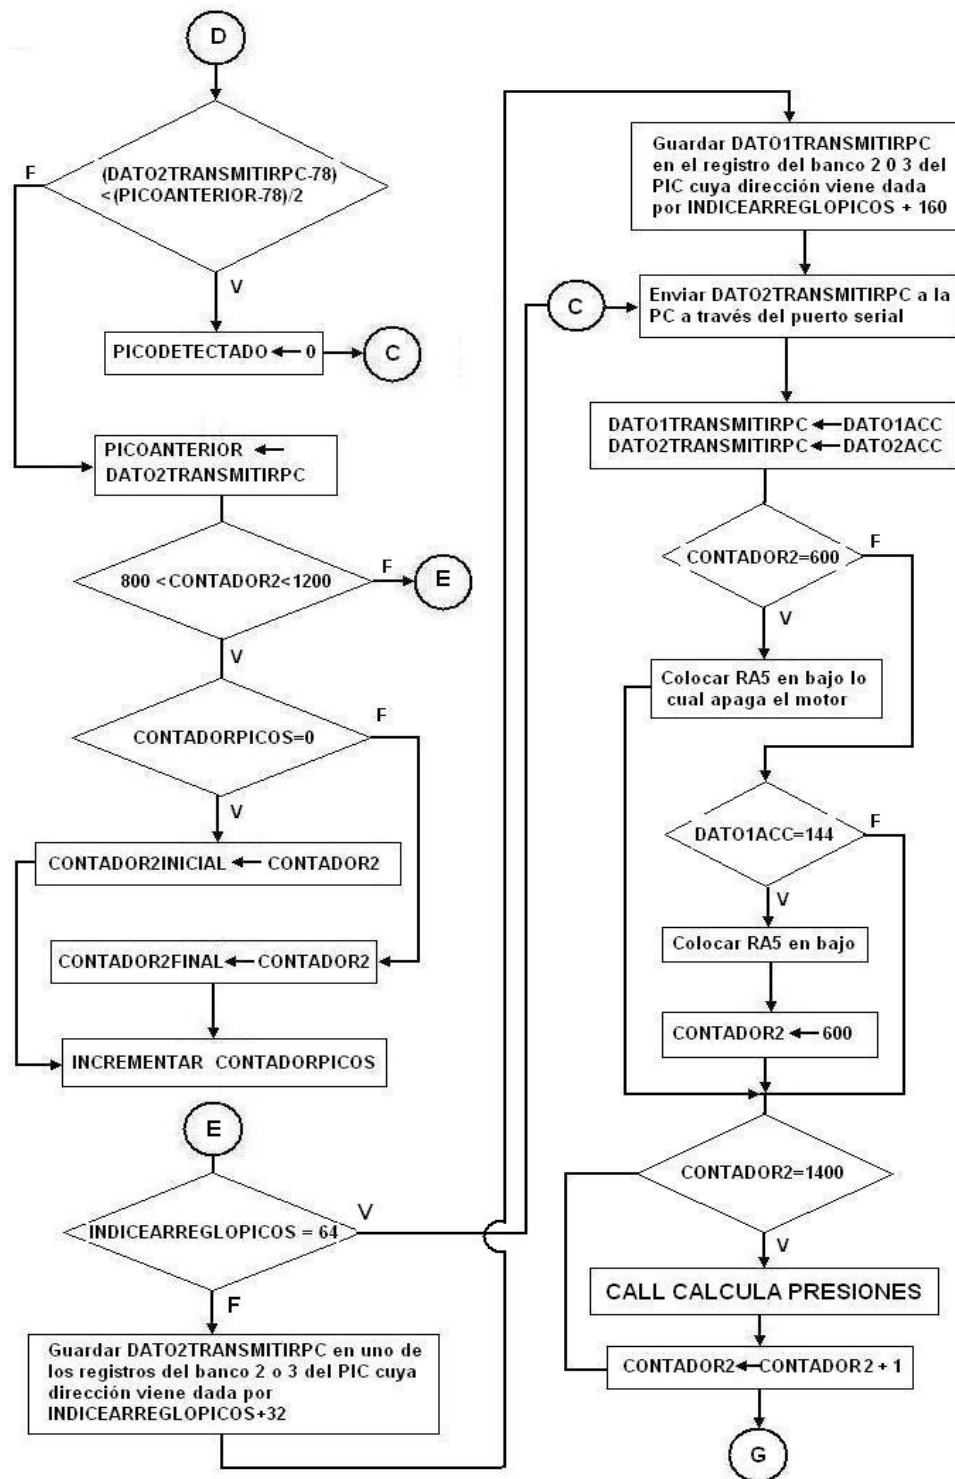 D
F
(DATO2TRANSMITIRPC-78)
<(PICOANTERIOR-78)/2
V
PICODETECTADO ← 0
C
PICOANTERIOR ←
DATO2TRANSMITIRPC
800 <CONTADOR2<1200
F
E
V
CONTADORPICOS=0
F
V
CONTADOR2INICIAL ← CONTADOR2
CONTADOR2FINAL ← CONTADOR2
INCREMENTAR CONTADORPICOS
E
INDICEARREGLOPICOS = 64
V
F
Guardar DATO2TRANSMITIRPC en uno de
los registros del banco 2 o 3 del PIC cuya
dirección viene dada por
INDICEARREGLOPICOS+32
Guardar DATO1TRANSMITIRPC
en el registro del banco 2 0 3 del
PIC cuya dirección viene dada
por INDICEARREGLOPICOS + 160
C
Enviar DATO2TRANSMITIRPC a la
PC a través del puerto serial
DATO1TRANSMITIRPC ← DATO1ACC
DATO2TRANSMITIRPC ← DATO2ACC
CONTADOR2=600
F
V
Colocar RA5 en bajo lo
cual apaga el motor
DATO1ACC=144
F
V
Colocar RA5 en bajo
CONTADOR2 ← 600
CONTADOR2=1400
V
CALL CALCULA PRESIONES
CONTADOR2 ← CONTADOR 2 + 1
G